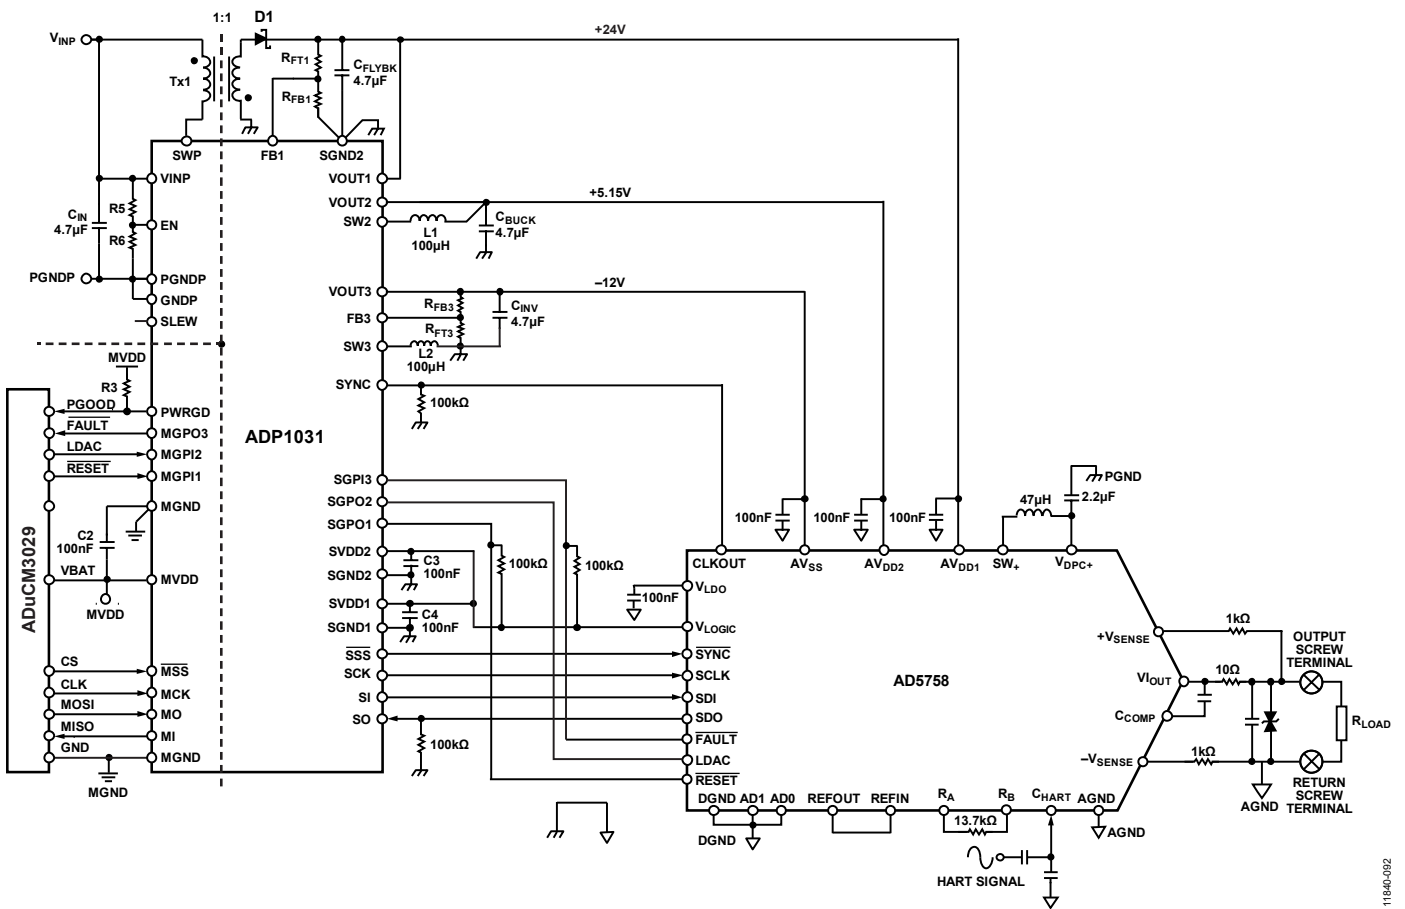 1:1
D1
VINP
+24V
Tx1
RFT1
RFB1
CFLYBK
4.7µF
SWP
FB1
SGND2
VINP
VOUT1
CIN
4.7µF
R5
R6
EN
VOUT2
+5.15V
SW2
L1
100µH
CBUCK
4.7µF
PGNDP
PGNDP
GNDP
SLEW
VOUT3
–12V
FB3
RFB3
RFT3
CINV
4.7µF
SW3
L2
100µH
MVDD
R3
SYNC
100kΩ
PGOOD
PWRGD
FAULT
MGPO3
LDAC
MGPI2
RESET
MGPI1
ADP1031
MGND
C2
100nF
VBAT
MVDD
MVDD
ADuCM3029
SGPI3
SGPO2
SGPO1
SVDD2
C3
100nF
SGND2
SVDD1
C4
100nF
SGND1
100kΩ
100kΩ
SSS
SCK
SI
SO
100kΩ
CS
MSS
CLK
MCK
MOSI
MO
MISO
MI
GND
MGND
MGND
100nF
100nF
100nF
47µH
2.2µF
PGND
CLKOUT
AVSS
AVDD2
AVDD1
SW+
VDPC+
100nF
VLDO
VLOGIC
SYNC
SCLK
SDI
SDO
FAULT
LDAC
RESET
AD5758
+VSENSE
1kΩ
VIOUT
10Ω
CCOMP
–VSENSE
1kΩ
OUTPUT
SCREW
TERMINAL
RLOAD
RETURN
SCREW
TERMINAL
AGND
DGND
AD1
AD0
REFOUT
REFIN
RA
RB
CHART
AGND
13.7kΩ
DGND
AGND
HART SIGNAL
11840-092